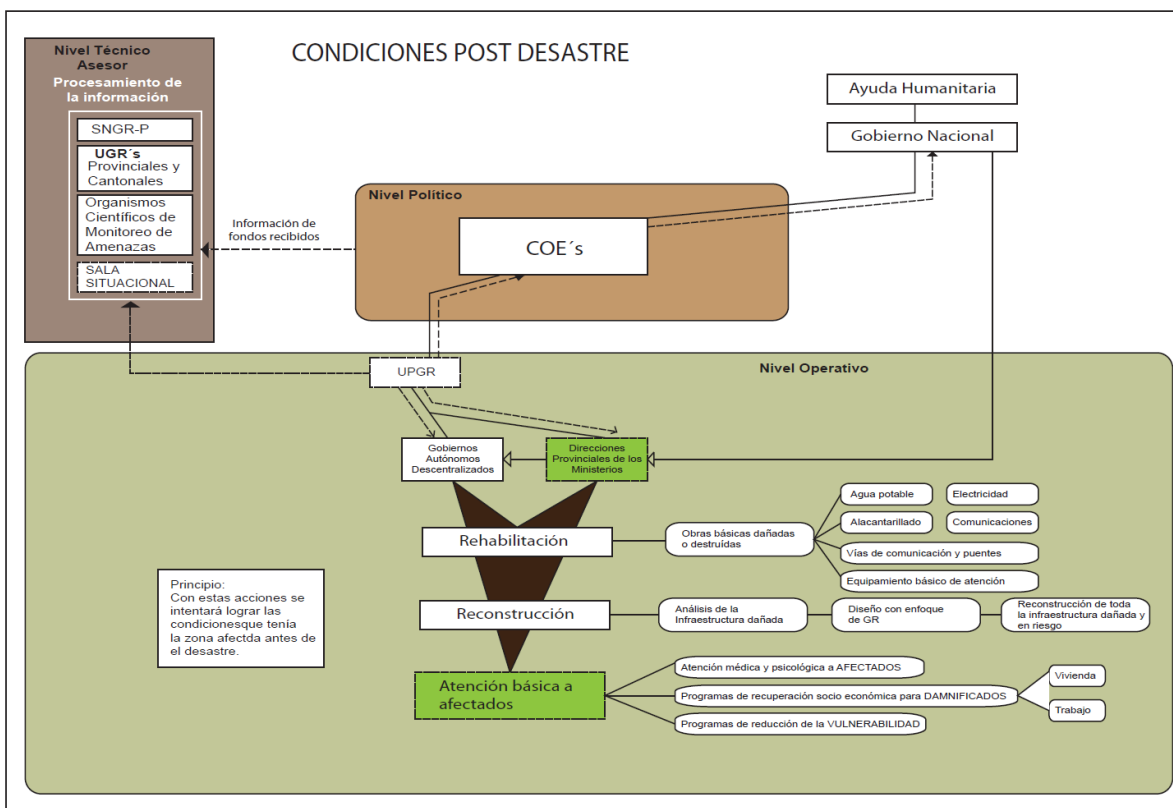 CONDICIONES POST DESASTRE
Nivel Técnico
Asesor
Procesamiento de
la información
SNGR-P
UGR´s
Provinciales y
Cantonales
Organismos
Científicos de
Monitoreo de
Amenazas
SALA
SITUACIONAL
Información de
fondos recibidos
Ayuda Humanitaria
Gobierno Nacional
Nivel Político
COE´s
Nivel Operativo
UPGR
Gobiernos
Autónomos
Descentralizados
Direcciones
Provinciales de los
Ministerios
Rehabilitación
Obras básicas dañadas
o destruídas
Agua potable
Electricidad
Alacantarillado
Comunicaciones
Vías de comunicación y puentes
Equipamiento básico de atención
Reconstrucción
Análisis de la
Infraestructura dañada
Diseño con enfoque
de GR
Reconstrucción de toda
la infraestructura dañada y
en riesgo
Principio:
Con estas acciones se
intentará lograr las
condicionesque tenía
la zona afectda antes de
el desastre.
Atención básica a
afectados
Atención médica y psicológica a AFECTADOS
Programas de recuperación socio económica para DAMNIFICADOS
Programas de reducción de la VULNERABILIDAD
Vivienda
Trabajo